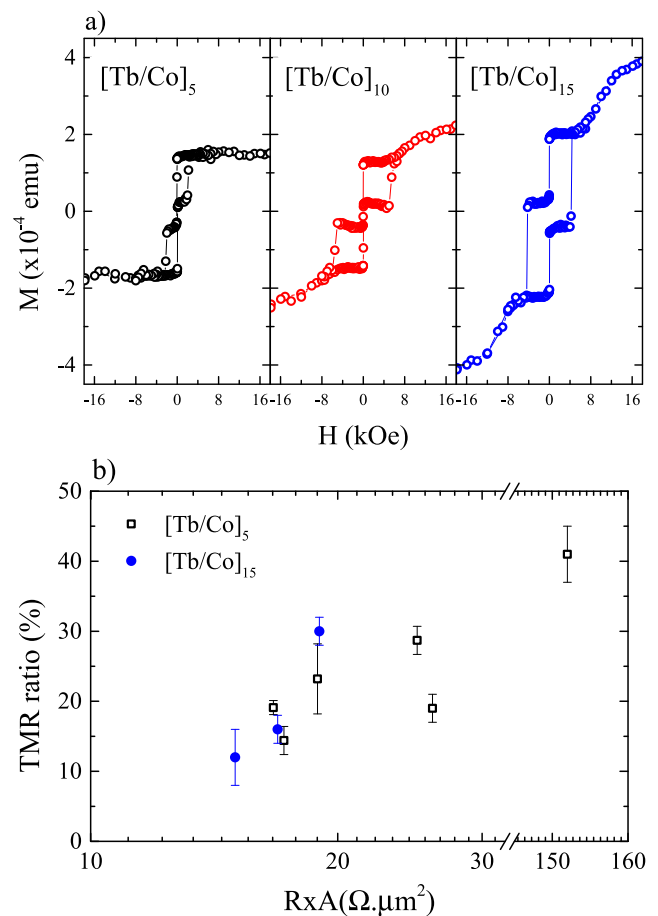 a)
[Tb/Co]5 [Tb/Co]10 [Tb/Co]15
4
2
0
-2
-4
M (x10-4 emu)
-16 -8 0 8 16 -16 -8 0 8 16 -16 -8 0 8 16
H (kOe)
b)
50
40
30
20
10
0
TMR ratio (%)
[Tb/Co]5
[Tb/Co]15
10 20 30 150 160
RxA(Ω.μm2)